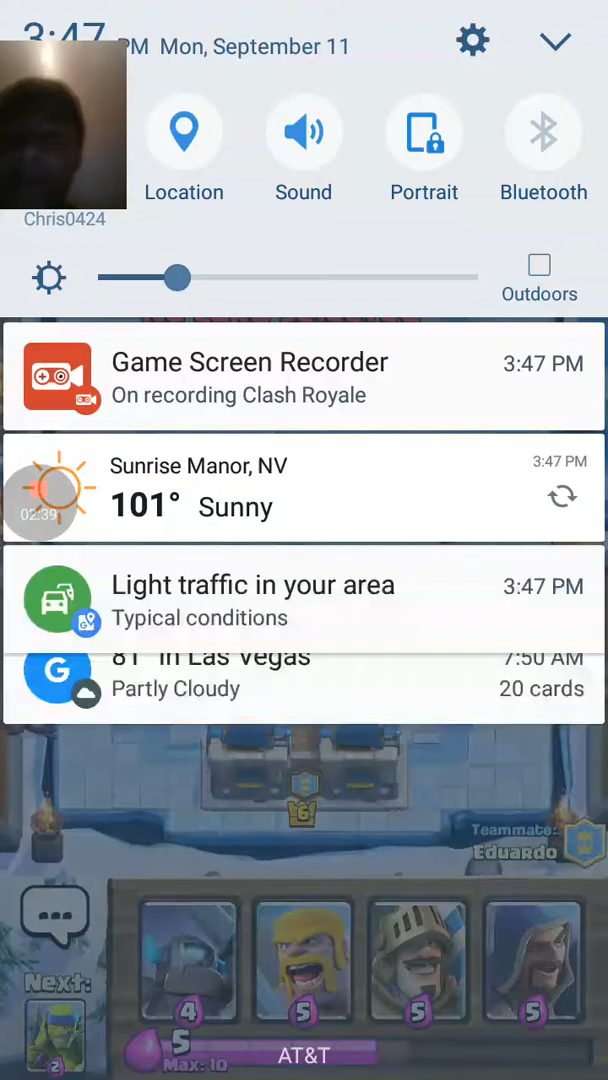 3:47 PM Mon, September 11
Location Sound Portrait Bluetooth
Chris0424
Outdoors
Game Screen Recorder 3:47 PM
On recording Clash Royale
Sunrise Manor, NV 3:47 PM
101° Sunny
02:39
Light traffic in your area 3:47 PM
Typical conditions
81° in Las Vegas 7:50 AM
Partly Cloudy 20 cards
6
Teammate:
Eduardo
Next:
4 5 5 5
2
5
Max: 10
AT&T